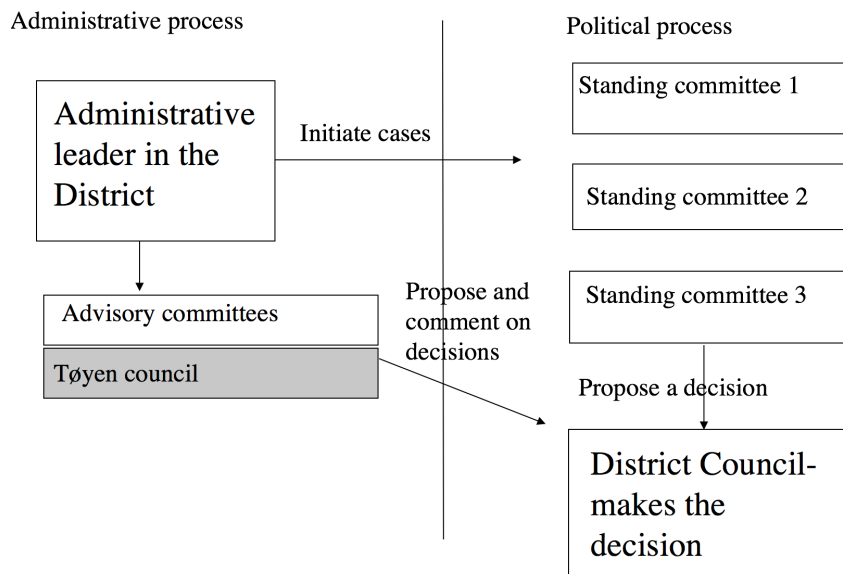 Administrative process
Political process
Administrative
leader in the
District
Initiate cases
Standing committee 1
Standing committee 2
Standing committee 3
Advisory committees
Tøyen council
Propose and
comment on
decisions
Propose a decision
District Council-
makes the
decision